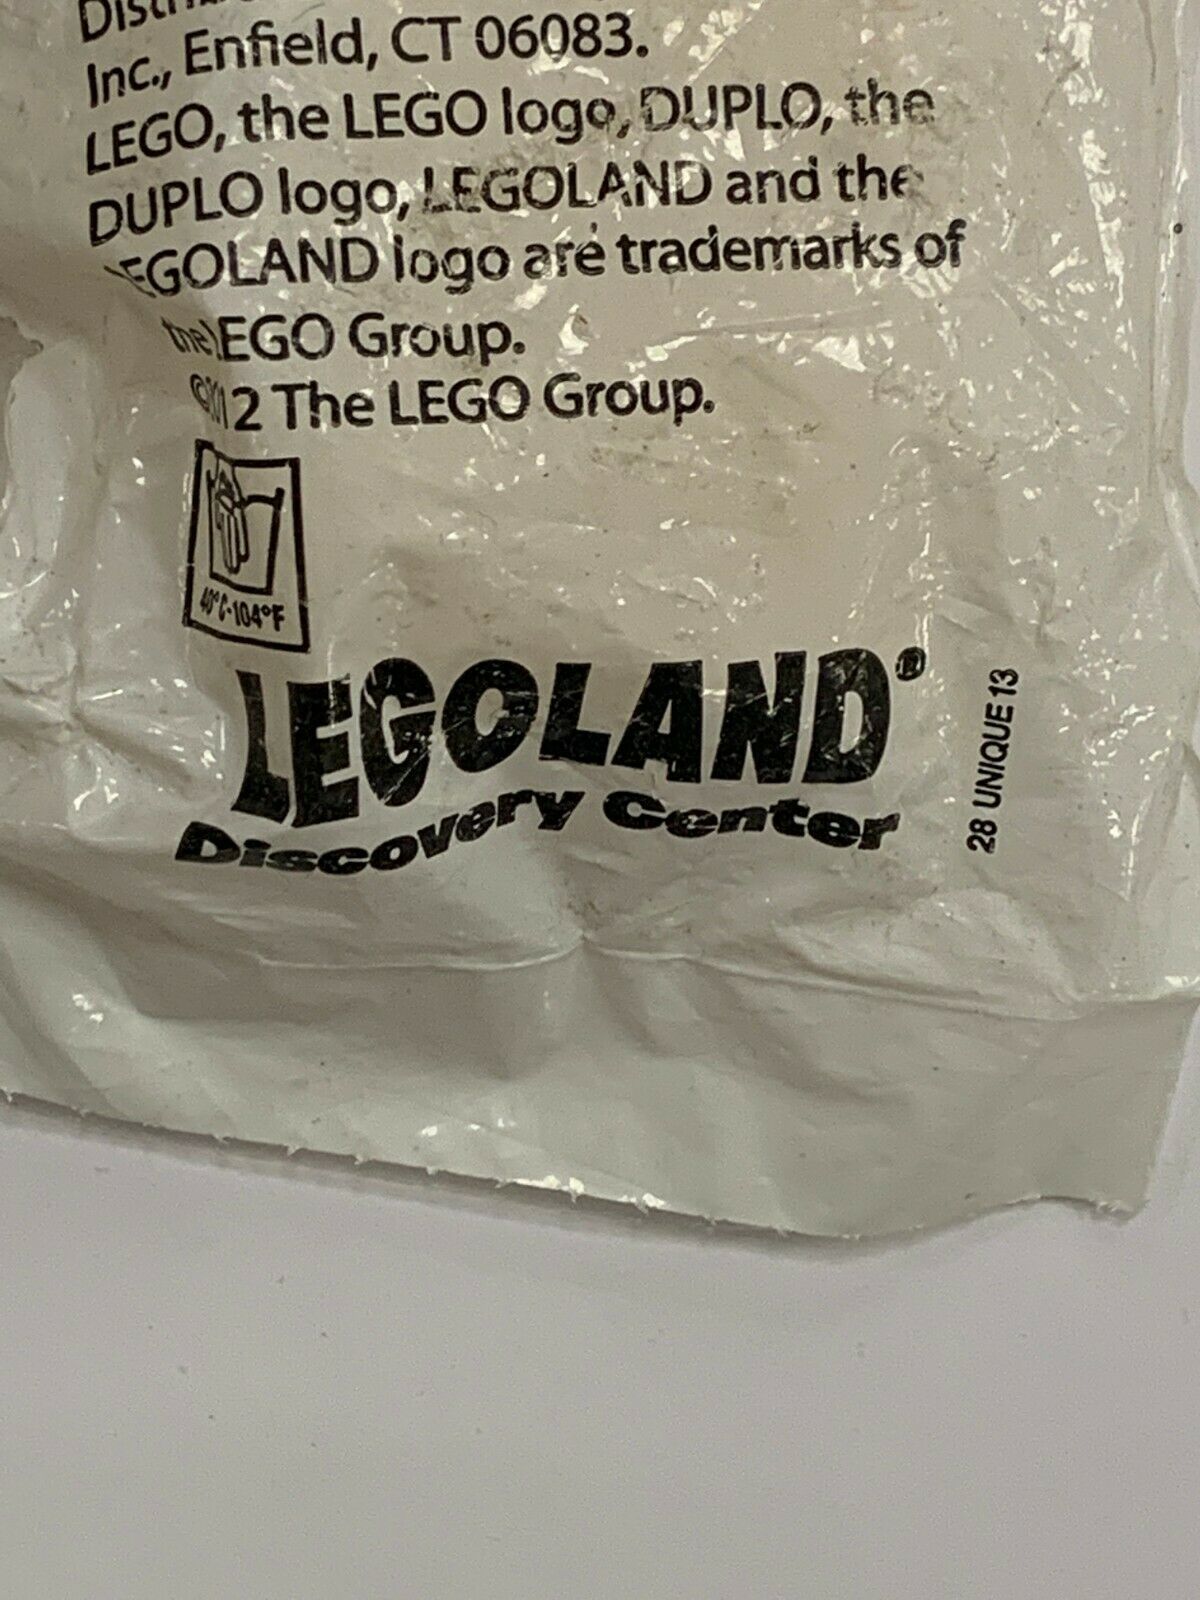 Inc., Enfield, CT 06083.
LEGO, the LEGO logo, DUPLO, the
DUPLO logo, LEGOLAND and the
LEGOLAND logo are trademarks of
the LEGO Group.
©2012 The LEGO Group.
40°C-104°F
LEGOLAND®
Discovery Center
28 UNIQUE 13